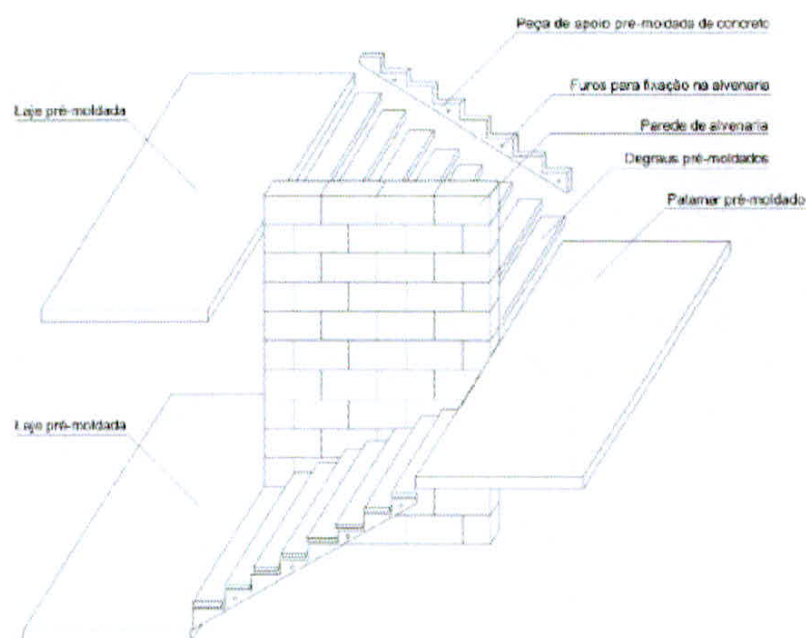 Peça de apoio pré-moldada de concreto
Furos para fixação na alvenaria
Laje pré-moldada
Parede de alvenaria
Degraus pré-moldados
Patamar pré-moldado
Laje pré-moldada